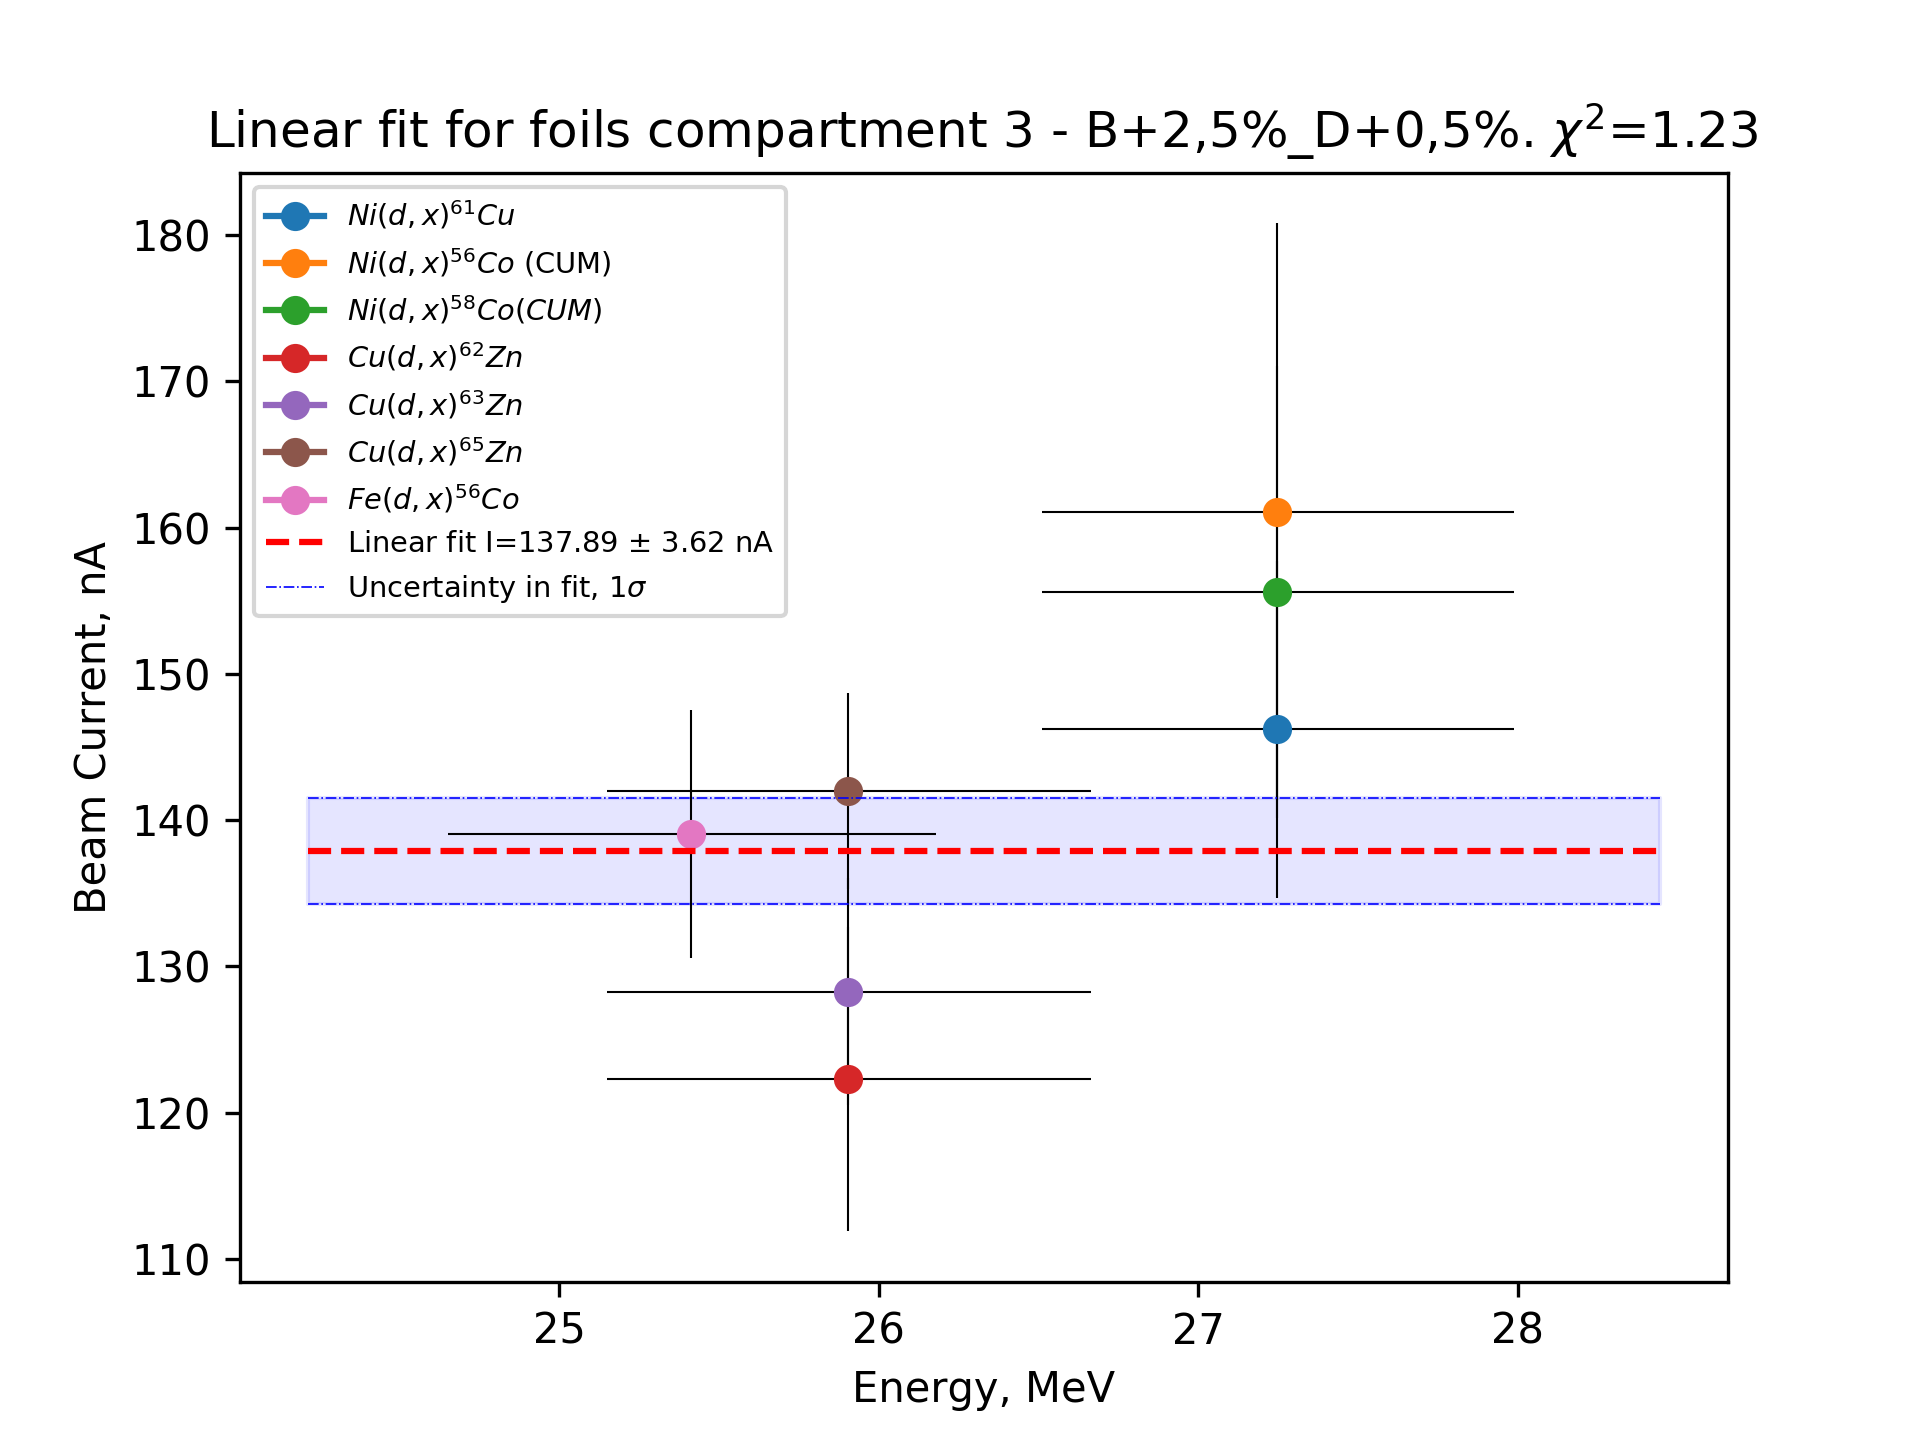 Linear fit for foils compartment 3 - B+2,5%_D+0,5%. χ²=1.23
Ni(d, x)⁶¹Cu
Ni(d, x)⁵⁶Co (CUM)
Ni(d, x)⁵⁸Co(CUM)
Cu(d, x)⁶²Zn
Cu(d, x)⁶³Zn
Cu(d, x)⁶⁵Zn
Fe(d, x)⁵⁶Co
Linear fit I=137.89 ± 3.62 nA
Uncertainty in fit, 1σ
Beam Current, nA
180
170
160
150
140
130
120
110
25 26 27 28
Energy, MeV